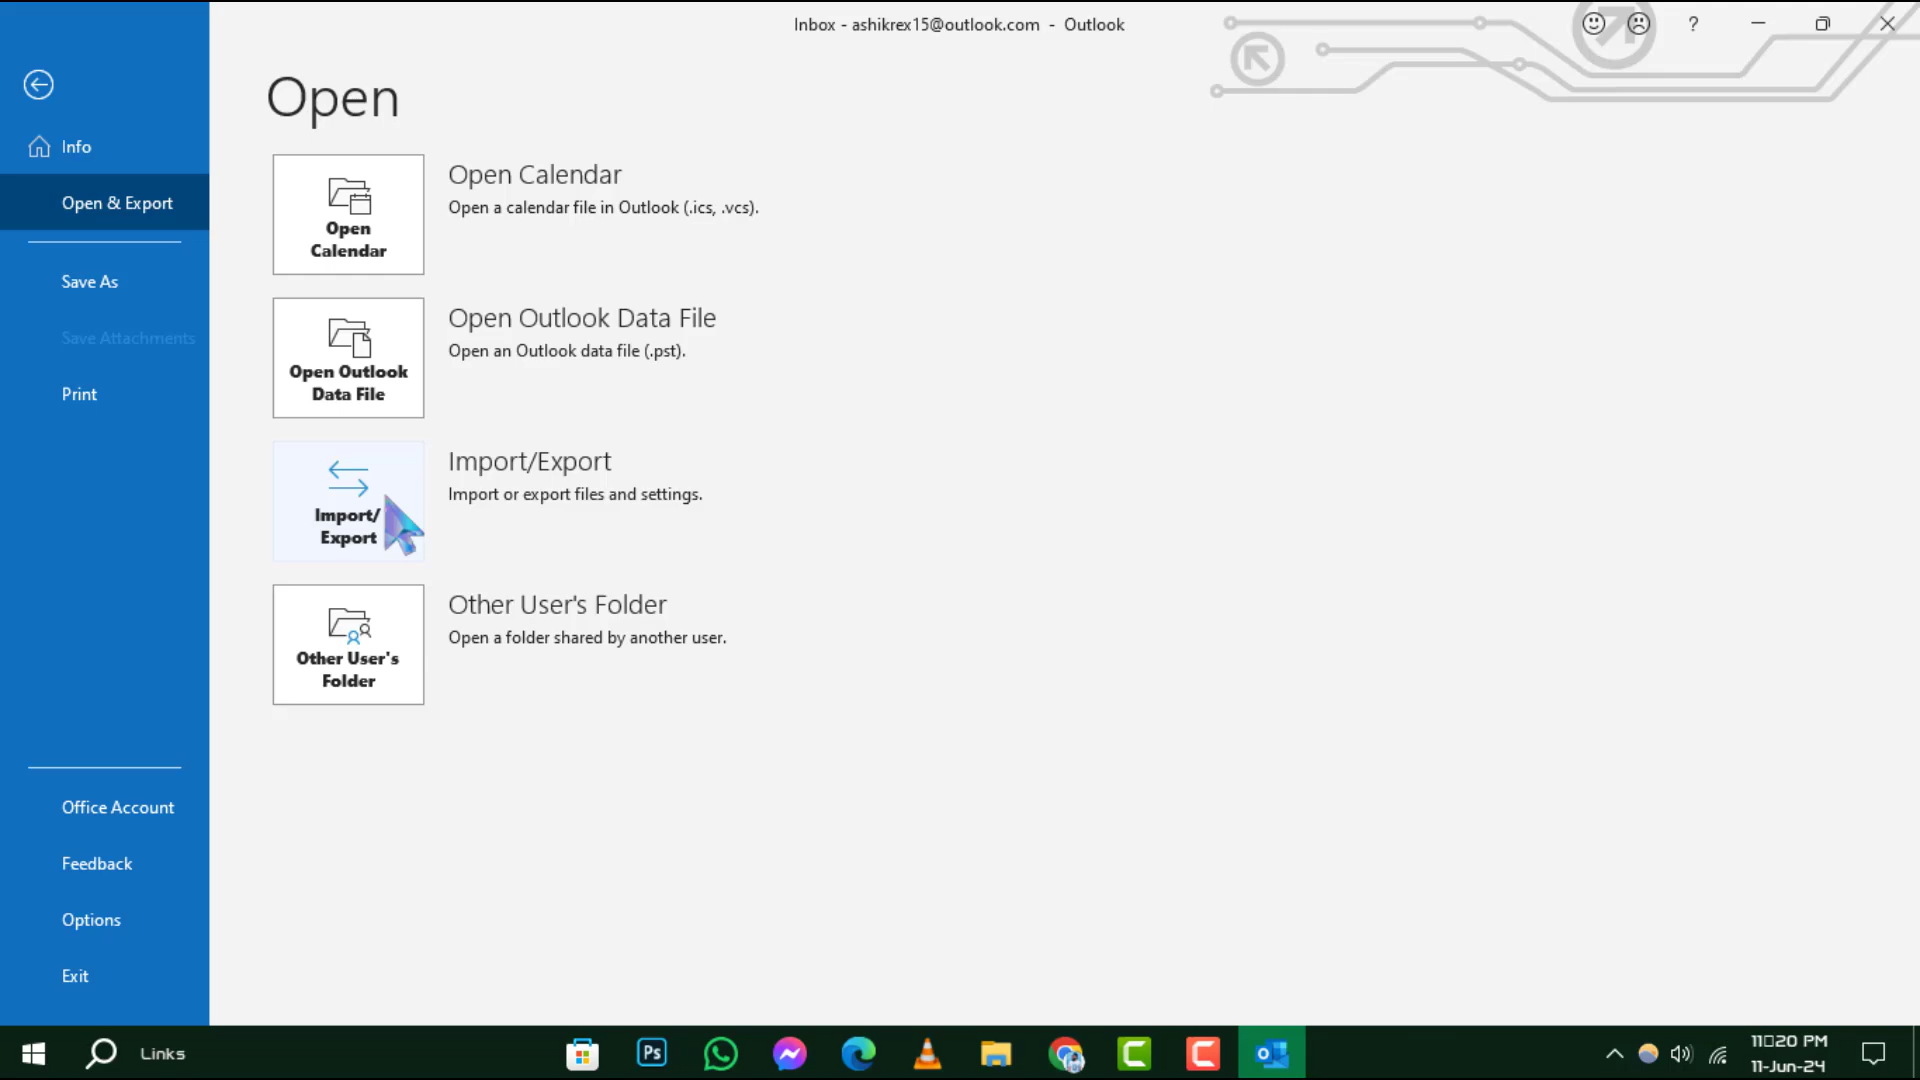 Inbox - ashikrex15@outlook.com - Outlook
?
Open
Info
Open & Export
Save As
Save Attachments
Print
Office Account
Feedback
Options
Exit
Open
Calendar
Open Calendar
Open a calendar file in Outlook (.ics, .vcs).
Open Outlook
Data File
Open Outlook Data File
Open an Outlook data file (.pst).
Import/
Export
Import/Export
Import or export files and settings.
Other User's
Folder
Other User's Folder
Open a folder shared by another user.
Links
Ps
11▯20 PM
11-Jun-24